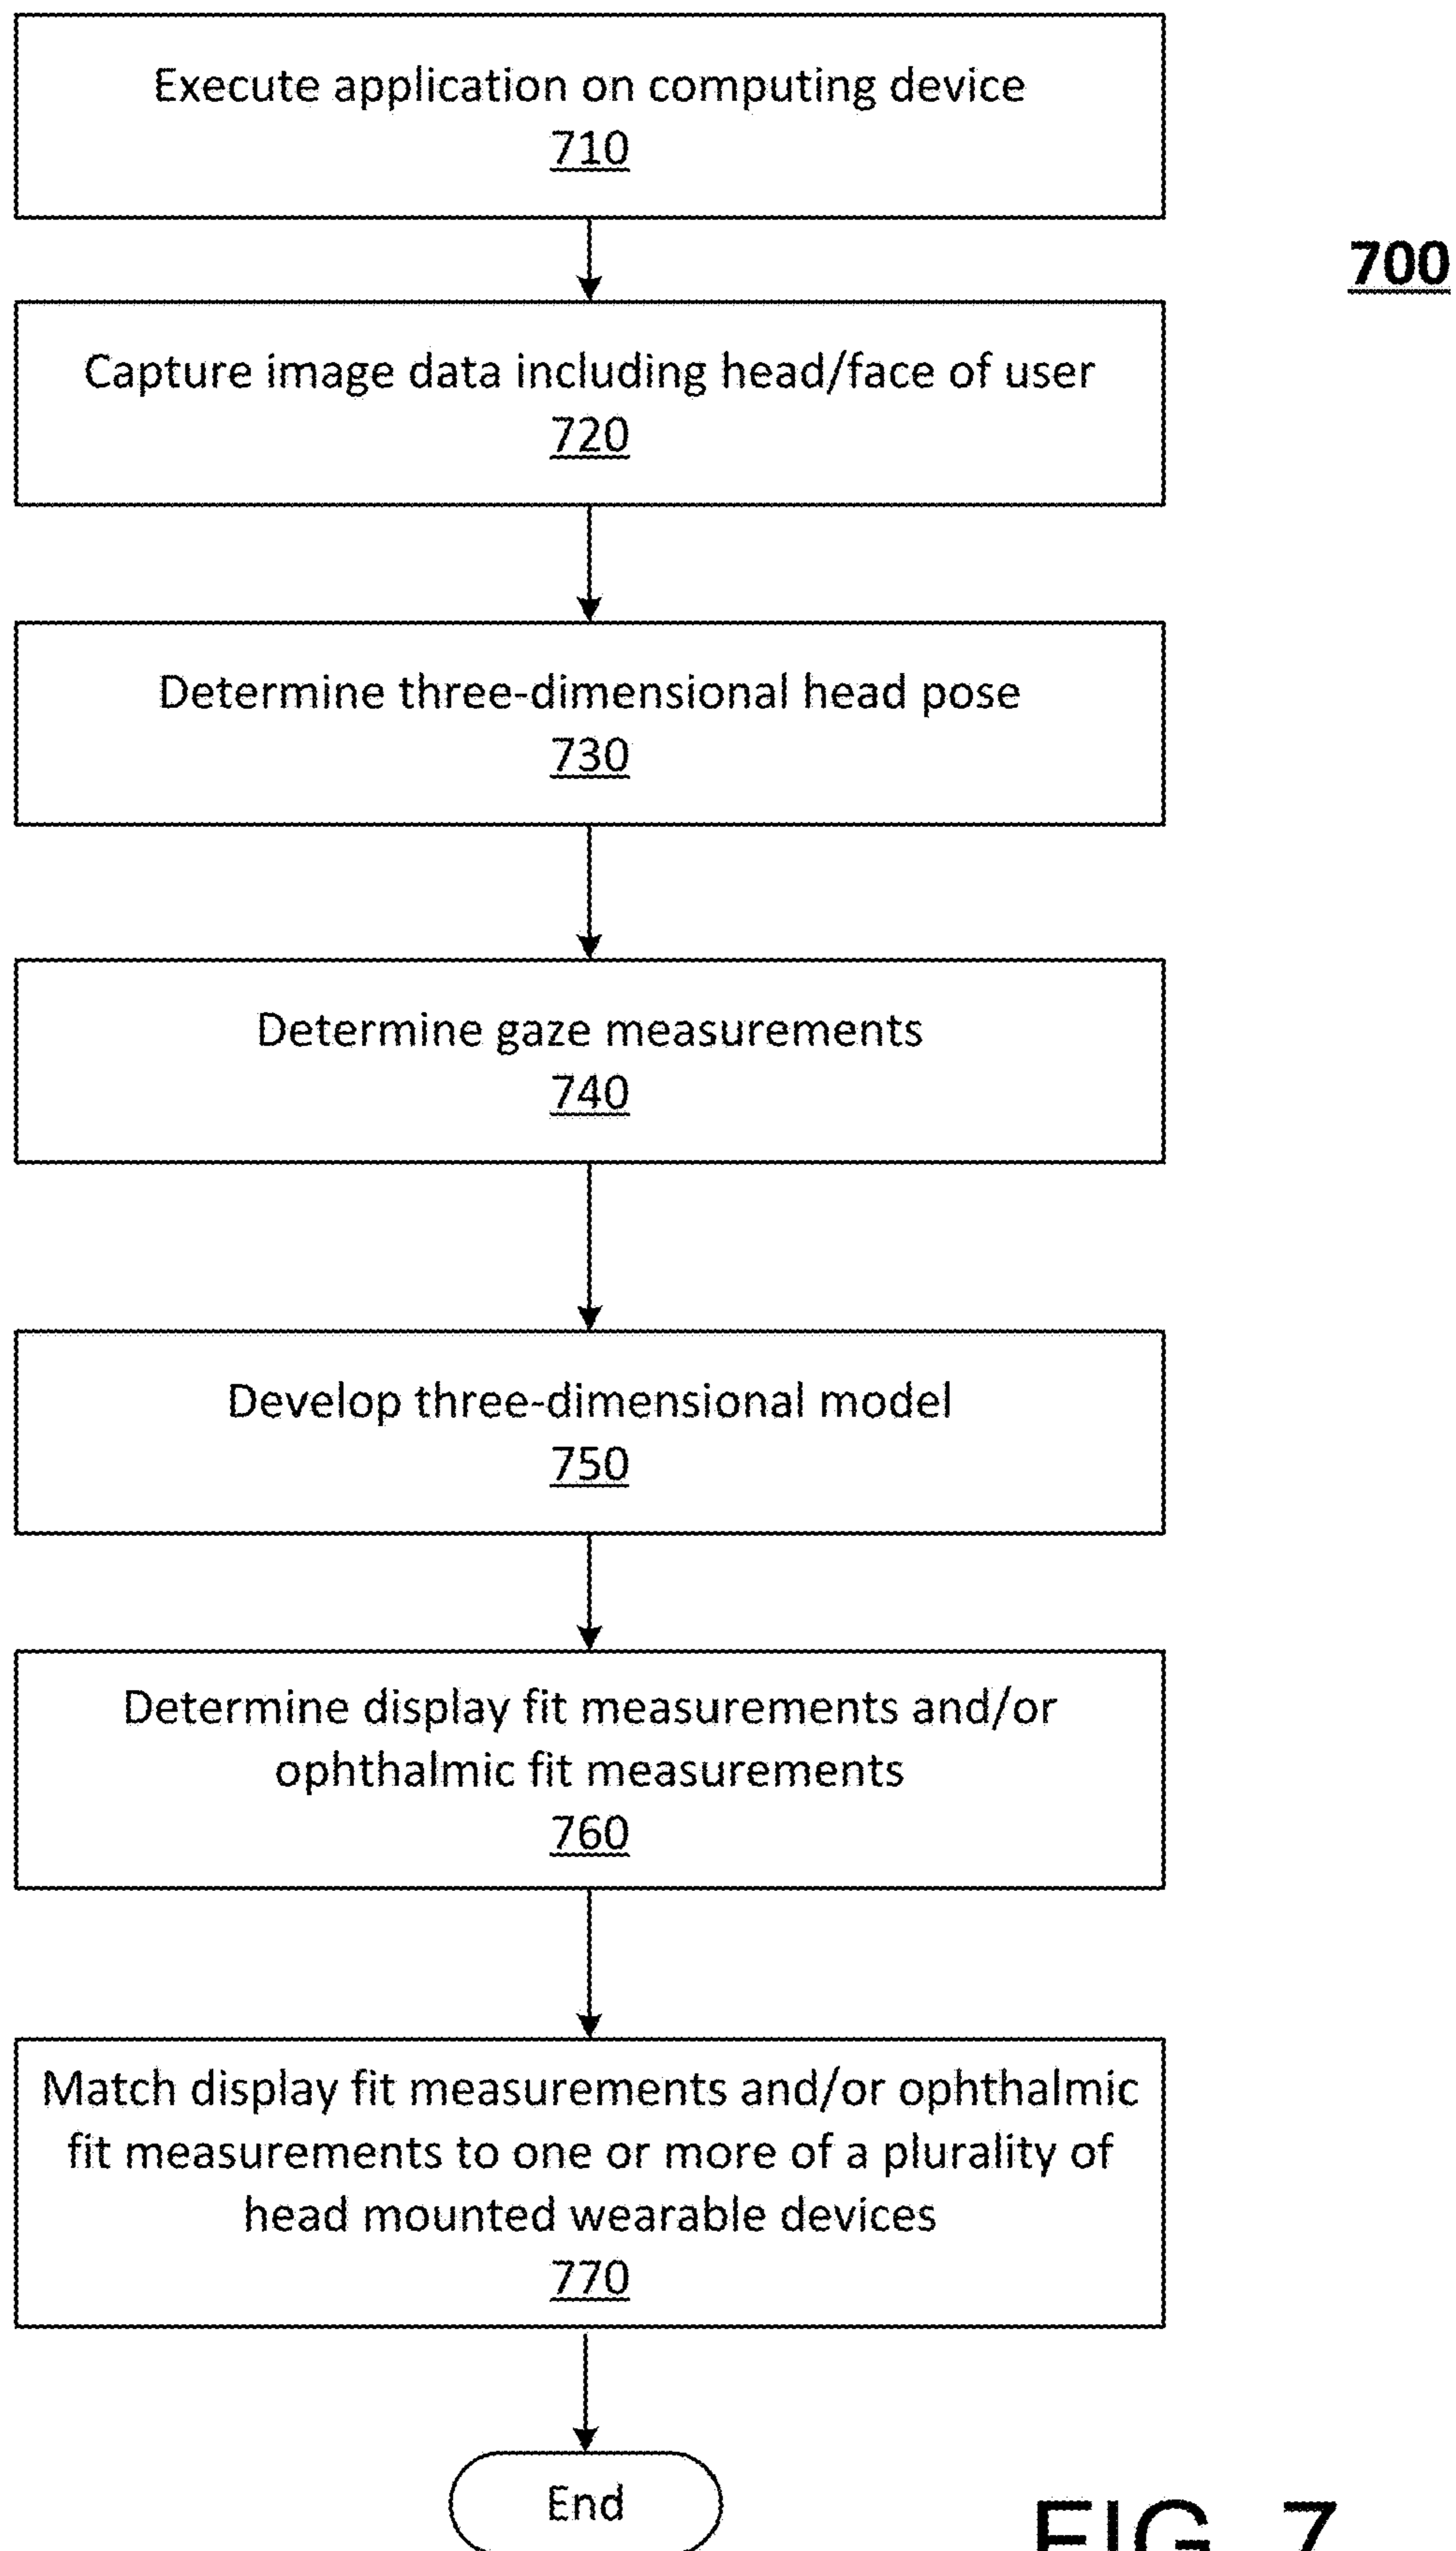 Execute application on computing device
710
700
Capture image data including head/face of user
720
Determine three-dimensional head pose
730
Determine gaze measurements
740
Develop three-dimensional model
750
Determine display fit measurements and/or
ophthalmic fit measurements
760
Match display fit measurements and/or ophthalmic
fit measurements to one or more of a plurality of
head mounted wearable devices
770
End
FIG. 7